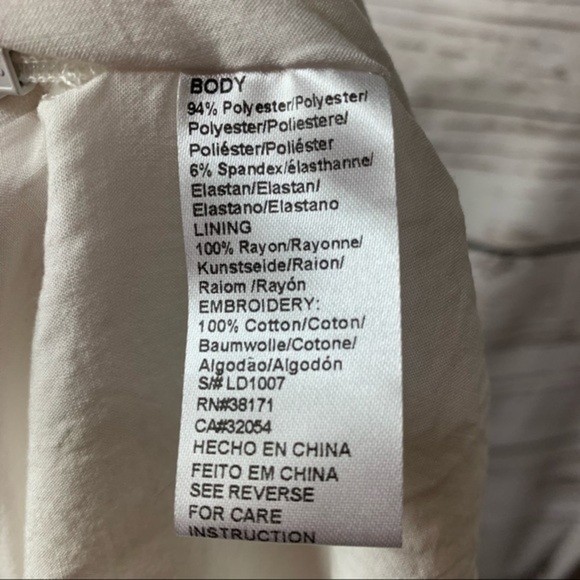 BODY
94% Polyester/Polyester/
Polyester/Poliestere/
Poliéster/Poliéster
6% Spandex/élasthanne/
Elastan/Elastan/
Elastano/Elastano
LINING
100% Rayon/Rayonne/
Kunstseide/Raion/
Raiom /Rayón
EMBROIDERY:
100% Cotton/Coton/
Baumwolle/Cotone/
Algodão/Algodón
S/# LD1007
RN#38171
CA#32054
HECHO EN CHINA
FEITO EM CHINA
SEE REVERSE
FOR CARE
INSTRUCTION